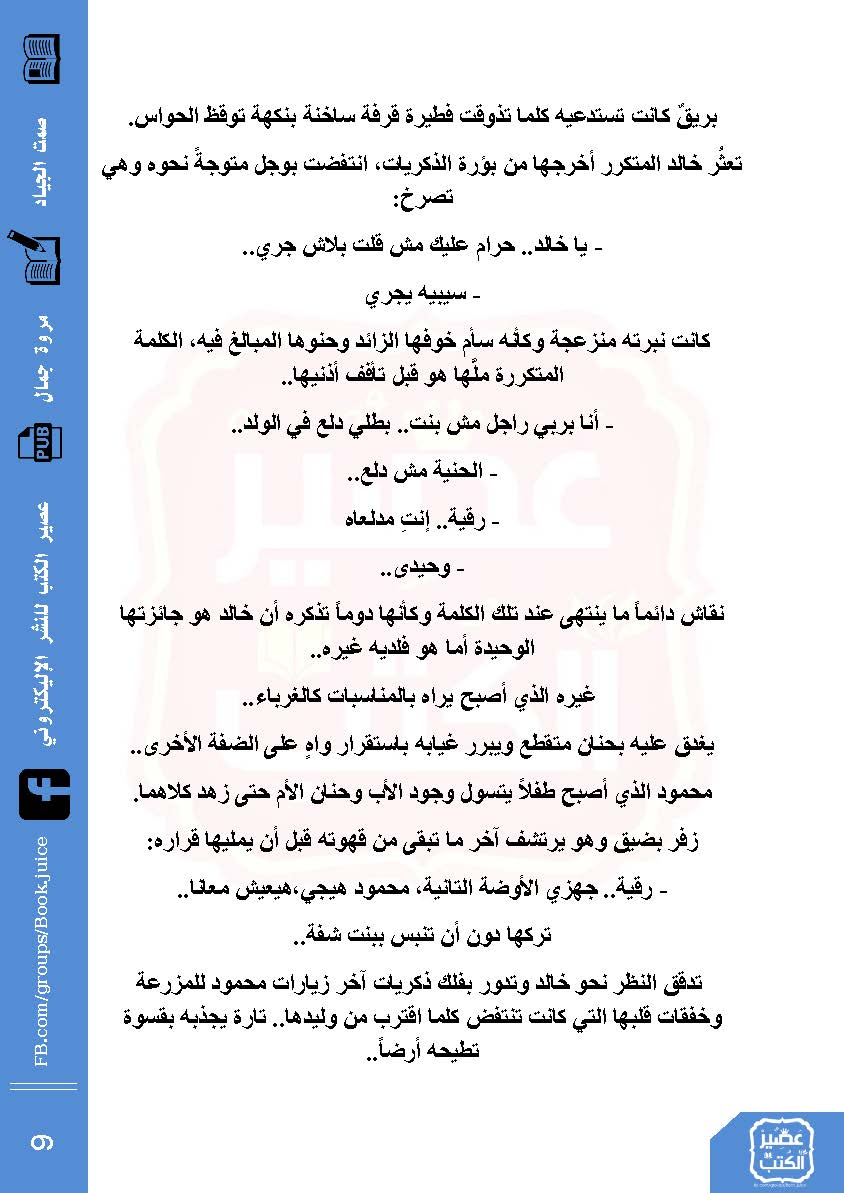 بريقٌ كانت تستدعيه كلما تذوقت فطيرة قرفة ساخنة بنكهة توقظ الحواس.
تعثُر خالد المتكرر أخرجها من بؤرة الذكريات، انتفضت بوجل متوجةً نحوه وهي
تصرخ:
- يا خالد.. حرام عليك مش قلت بلاش جري..
- سيبيه يجري
كانت نبرته منزعجة وكأنه سأم خوفها الزائد وحنوها المبالغ فيه، الكلمة
المتكررة ملَّها هو قبل تأفف أذنيها..
- أنا بربي راجل مش بنت.. بطلي دلع في الولد..
- الحنية مش دلع..
- رقية.. إنتِ مدلعاه
- وحيدى..
نقاش دائماً ما ينتهى عند تلك الكلمة وكأنها دوماً تذكره أن خالد هو جائزتها
الوحيدة أما هو فلديه غيره..
غيره الذي أصبح يراه بالمناسبات كالغرباء..
يغدق عليه بحنان متقطع ويبرر غيابه باستقرار واهٍ على الضفة الأخرى..
محمود الذي أصبح طفلاً يتسول وجود الأب وحنان الأم حتى زهد كلاهما.
زفر بضيق وهو يرتشف آخر ما تبقى من قهوته قبل أن يمليها قراره:
- رقية.. جهزي الأوضة التانية، محمود هيجي،هيعيش معانا..
تركها دون أن تنبس ببنت شفة..
تدقق النظر نحو خالد وتدور بفلك ذكريات آخر زيارات محمود للمزرعة
وخفقات قلبها التي كانت تنتفض كلما اقترب من وليدها.. تارة يجذبه بقسوة
تطيحه أرضاً..
صمت الجياد
مروة جمال
PUB
عصير الكتب للنشر الإليكتروني
FB.com/groups/Book.juice
9
عصير
الكتب